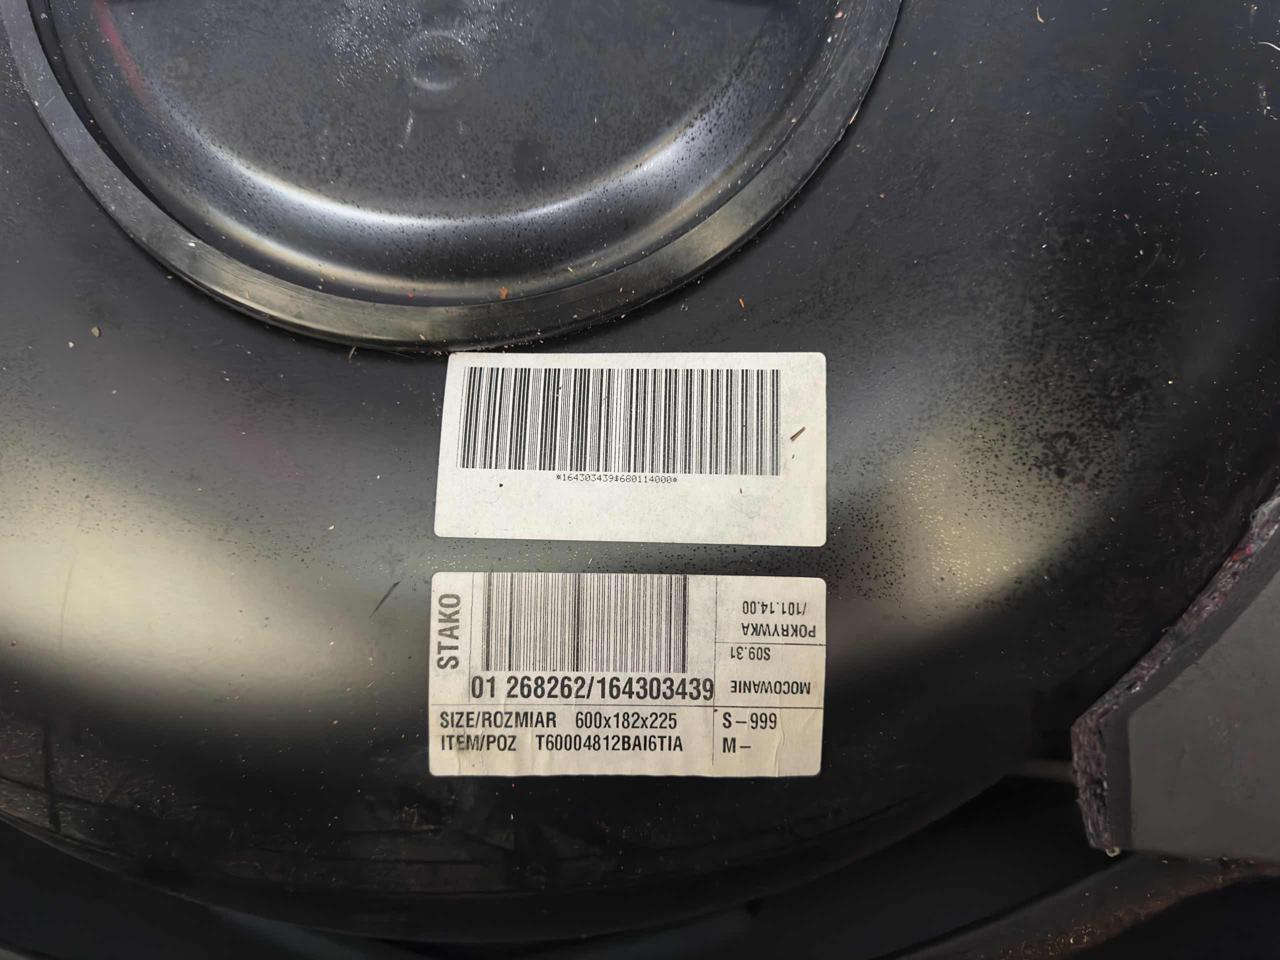 *164303439‡680114000*
STAKO
01 268262/164303439
SIZE/ROZMIAR 600x182x225
ITEM/POZ T60004812BAI6TIA
POKRYWKA
/101.14.00
MOCOWANIE
S09.31
S-999
M-